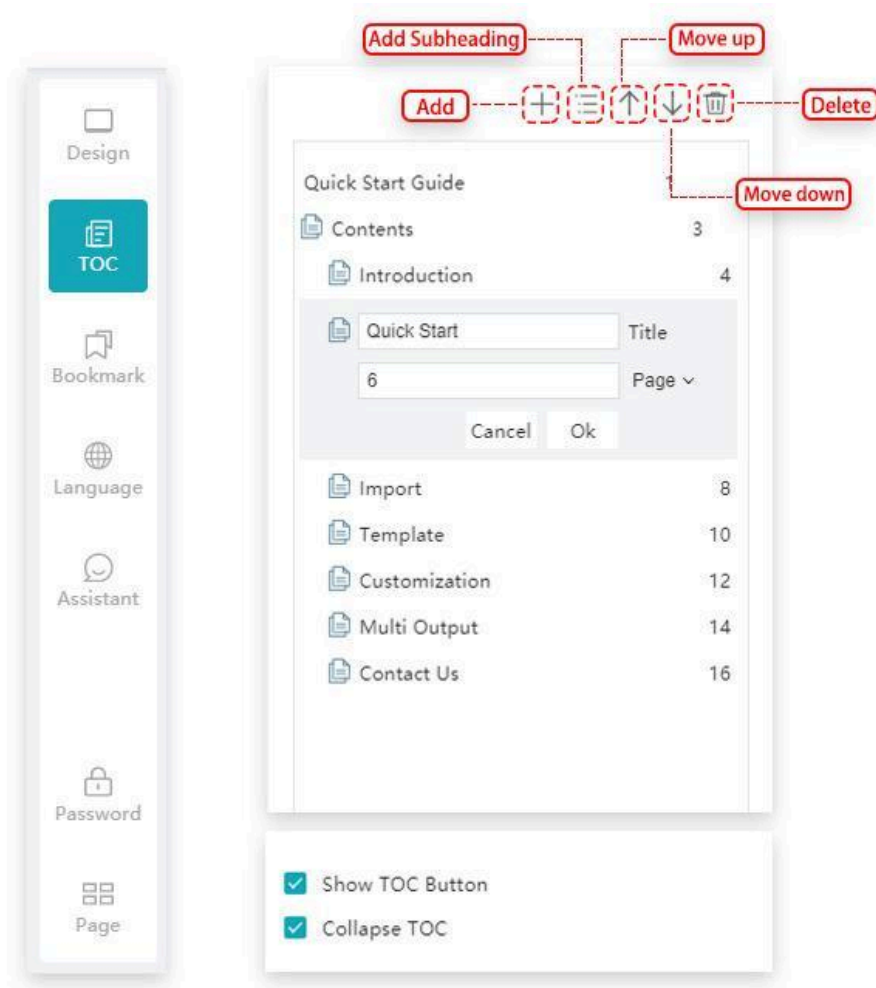 Add Subheading
Move up
Add
Delete
Move down
Design
TOC
Bookmark
Language
Assistant
Password
Page
Quick Start Guide
Contents 3
Introduction 4
Quick Start Title
6 Page
Cancel Ok
Import 8
Template 10
Customization 12
Multi Output 14
Contact Us 16
Show TOC Button
Collapse TOC